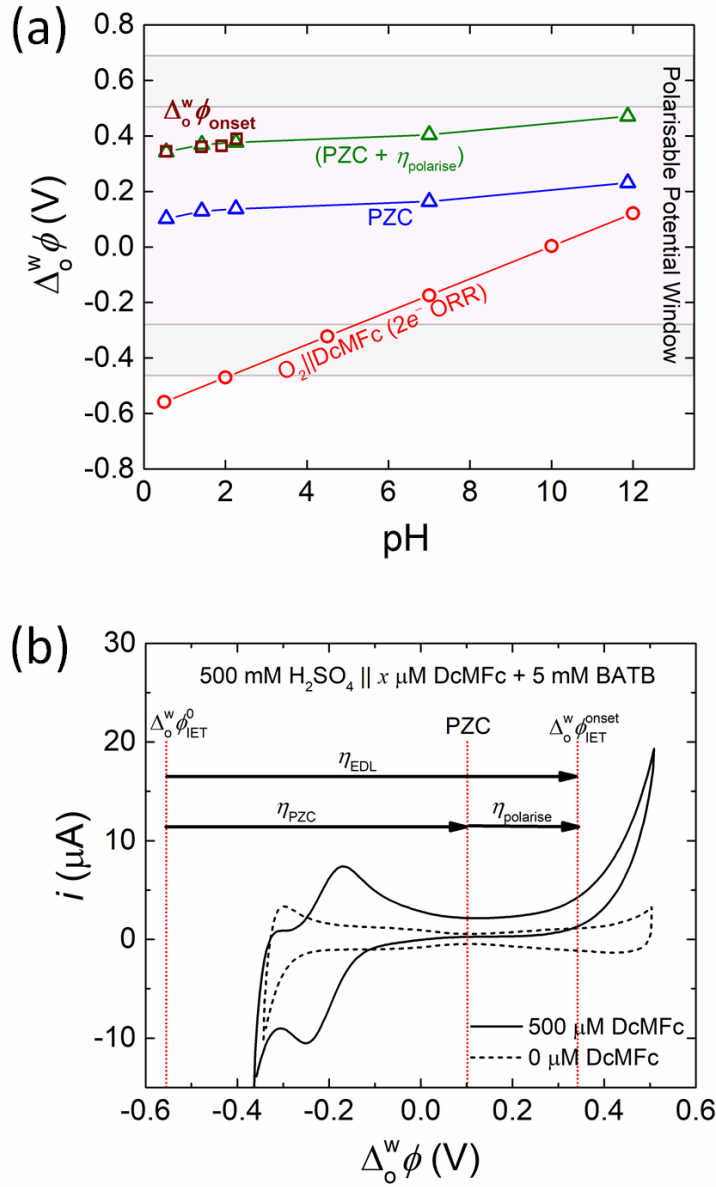 (a)
0.8
0.6
0.4
0.2
0.0
-0.2
-0.4
-0.6
-0.8
Δ_o^w ϕ (V)
Δ_o^w ϕ_onset
(PZC + η_polarise)
PZC
O₂||DcMFc (2e⁻ ORR)
Polarisable Potential Window
0 2 4 6 8 10 12
pH
(b)
30
20
10
0
-10
i (μA)
500 mM H₂SO₄ || x μM DcMFc + 5 mM BATB
Δ_o^w ϕ_IET^0 PZC Δ_o^w ϕ_IET^onset
η_EDL
η_PZC η_polarise
500 μM DcMFc
0 μM DcMFc
-0.6 -0.4 -0.2 0.0 0.2 0.4 0.6
Δ_o^w ϕ (V)